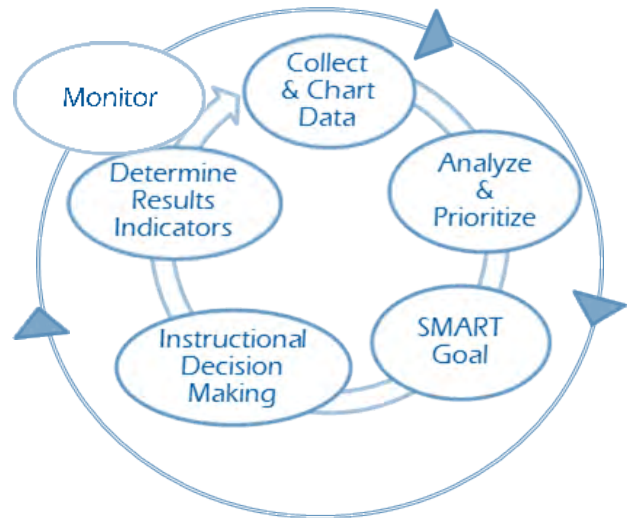 Monitor
Collect
& Chart
Data
Analyze
&
Prioritize
SMART
Goal
Instructional
Decision
Making
Determine
Results
Indicators